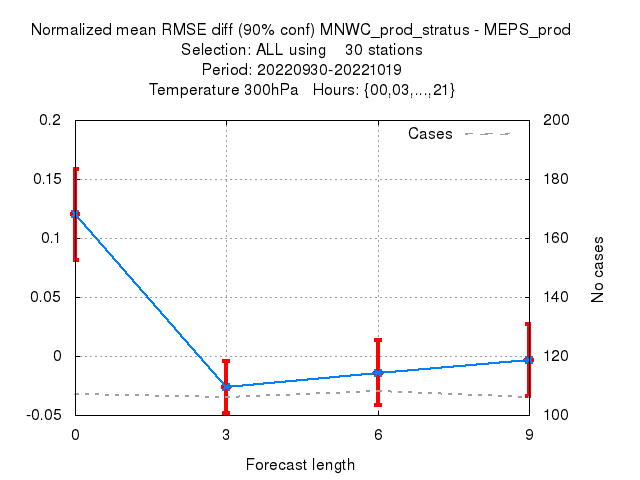 Normalized mean RMSE diff (90% conf) MNWC_prod_stratus - MEPS_prod
Selection: ALL using    30 stations
Period: 20220930-20221019
Temperature 300hPa   Hours: {00,03,...,21}
0.2
0.15
0.1
0.05
0
-0.05
Cases
200
180
160
140
120
100
No cases
0
3
6
9
Forecast length